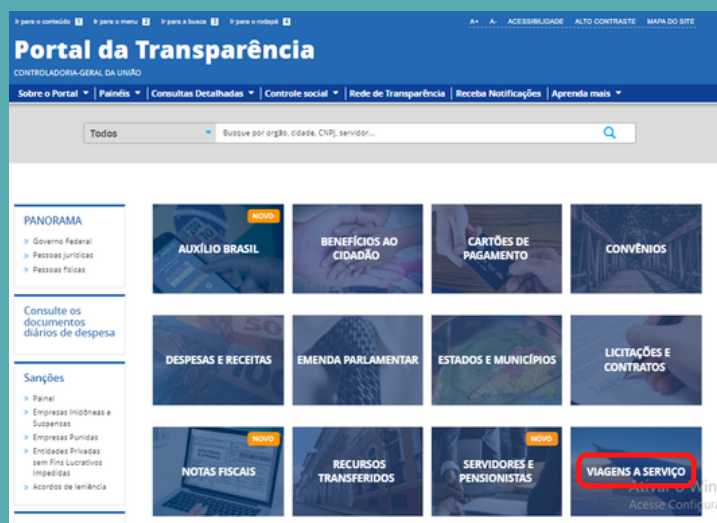 Ir para o conteúdo 1 Ir para o menu 2 Ir para a busca 3 Ir para o rodapé 4
A+ A- ACESSIBILIDADE ALTO CONTRASTE MAPA DO SITE
Portal da Transparência
CONTROLADORIA-GERAL DA UNIÃO
Sobre o Portal Painéis Consultas Detalhadas Controle social Rede de Transparência Receba Notificações Aprenda mais
Todos Busque por orgão, cidade, CNPJ, servidor...
PANORAMA
Governo Federal
Pessoas jurídicas
Pessoas físicas
Consulte os
documentos
diários de despesa
Sanções
Painel
Empresas Inidôneas e
Suspensas
Empresas Punidas
Entidades Privadas
sem Fins Lucrativos
Impedidas
Acordos de leniência
NOVO
AUXÍLIO BRASIL
BENEFÍCIOS AO
CIDADÃO
CARTÕES DE
PAGAMENTO
CONVÊNIOS
DESPESAS E RECEITAS
EMENDA PARLAMENTAR
ESTADOS E MUNICÍPIOS
LICITAÇÕES E
CONTRATOS
NOVO
NOTAS FISCAIS
RECURSOS
TRANSFERIDOS
NOVO
SERVIDORES E
PENSIONISTAS
VIAGENS A SERVIÇO
Ativar o Win
Acesse Configura